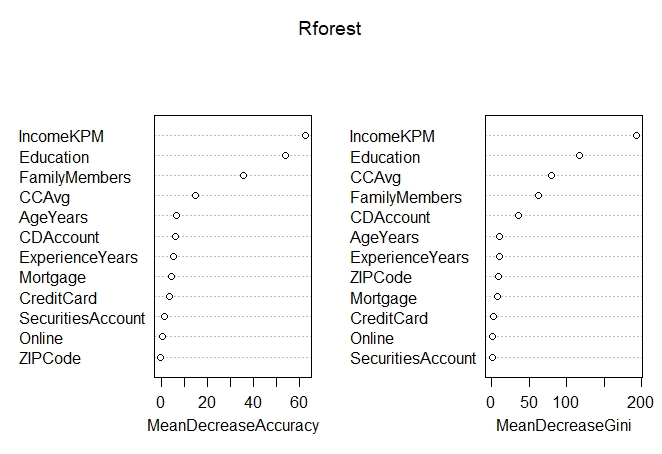 Rforest
IncomeKPM
Education
FamilyMembers
CCAvg
AgeYears
CDAccount
ExperienceYears
Mortgage
CreditCard
SecuritiesAccount
Online
ZIPCode
0 20 40 60
MeanDecreaseAccuracy
IncomeKPM
Education
CCAvg
FamilyMembers
CDAccount
AgeYears
ExperienceYears
ZIPCode
Mortgage
CreditCard
Online
SecuritiesAccount
0 50 100 200
MeanDecreaseGini